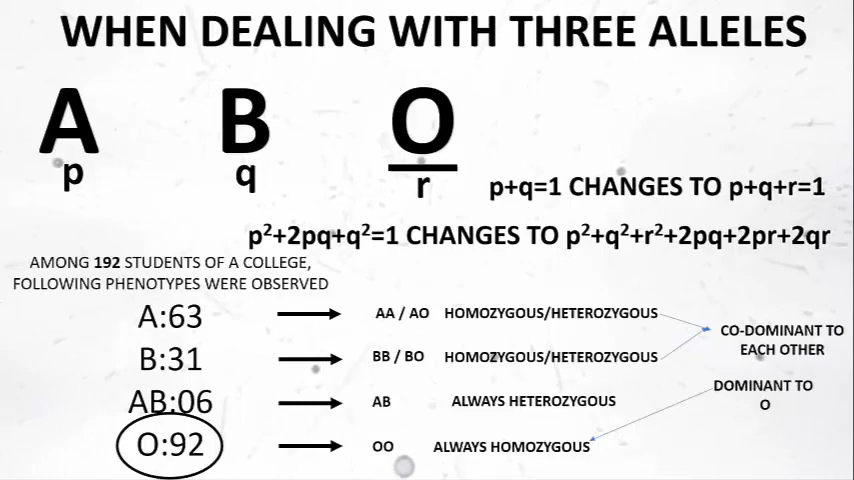 WHEN DEALING WITH THREE ALLELES
A B O
p q r
p+q=1 CHANGES TO p+q+r=1
p²+2pq+q²=1 CHANGES TO p²+q²+r²+2pq+2pr+2qr
AMONG 192 STUDENTS OF A COLLEGE,
FOLLOWING PHENOTYPES WERE OBSERVED
A:63 AA / AO HOMOZYGOUS/HETEROZYGOUS
B:31 BB / BO HOMOZYGOUS/HETEROZYGOUS
CO-DOMINANT TO
EACH OTHER
AB:06 AB ALWAYS HETEROZYGOUS
DOMINANT TO
O
O:92 OO ALWAYS HOMOZYGOUS